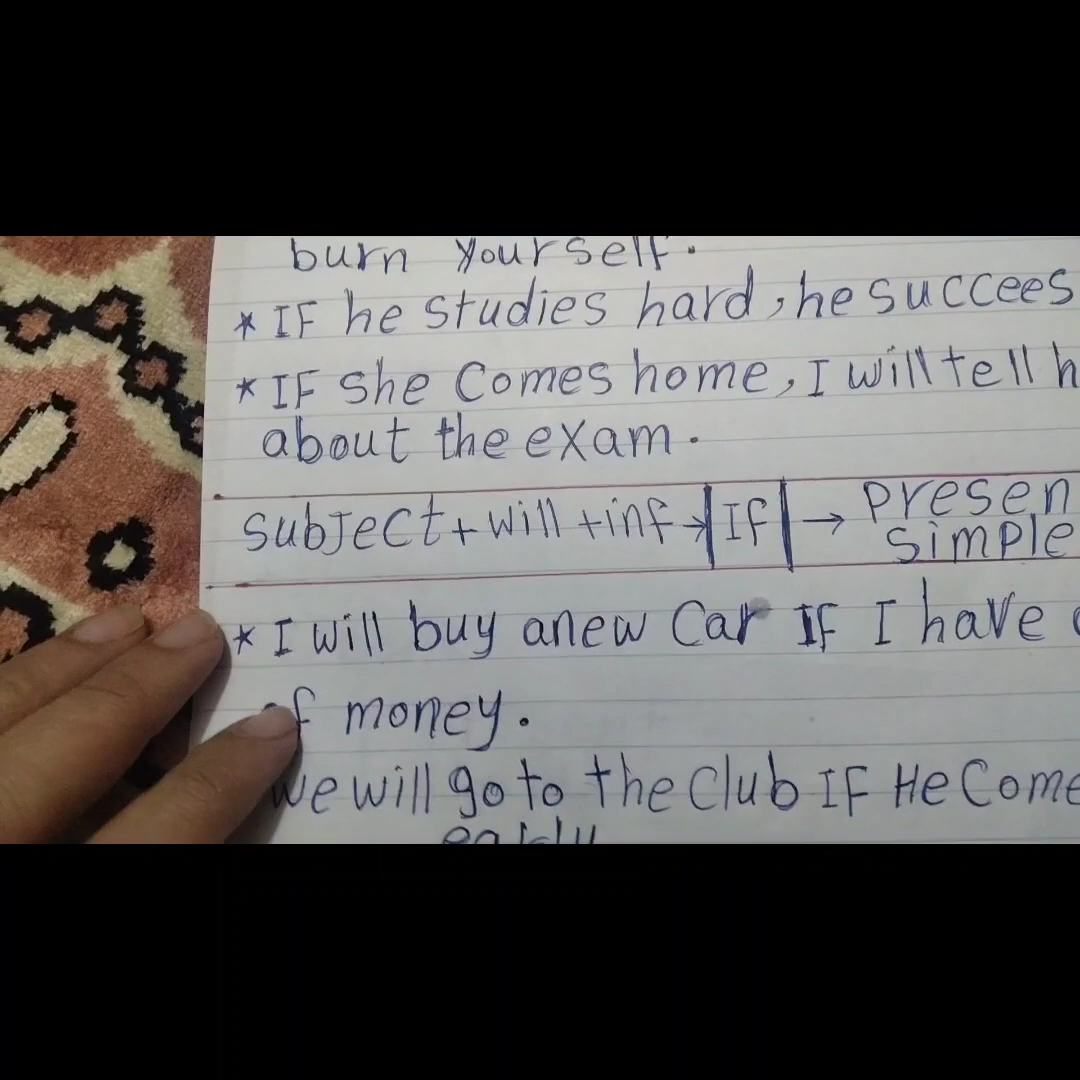 burn yourself.
* IF he studies hard, he succees
* IF she comes home, I will tell h
about the exam.
subject + will + inf → | If | → presen
simple
* I will buy anew car IF I have
of money.
we will go to the club IF He Come